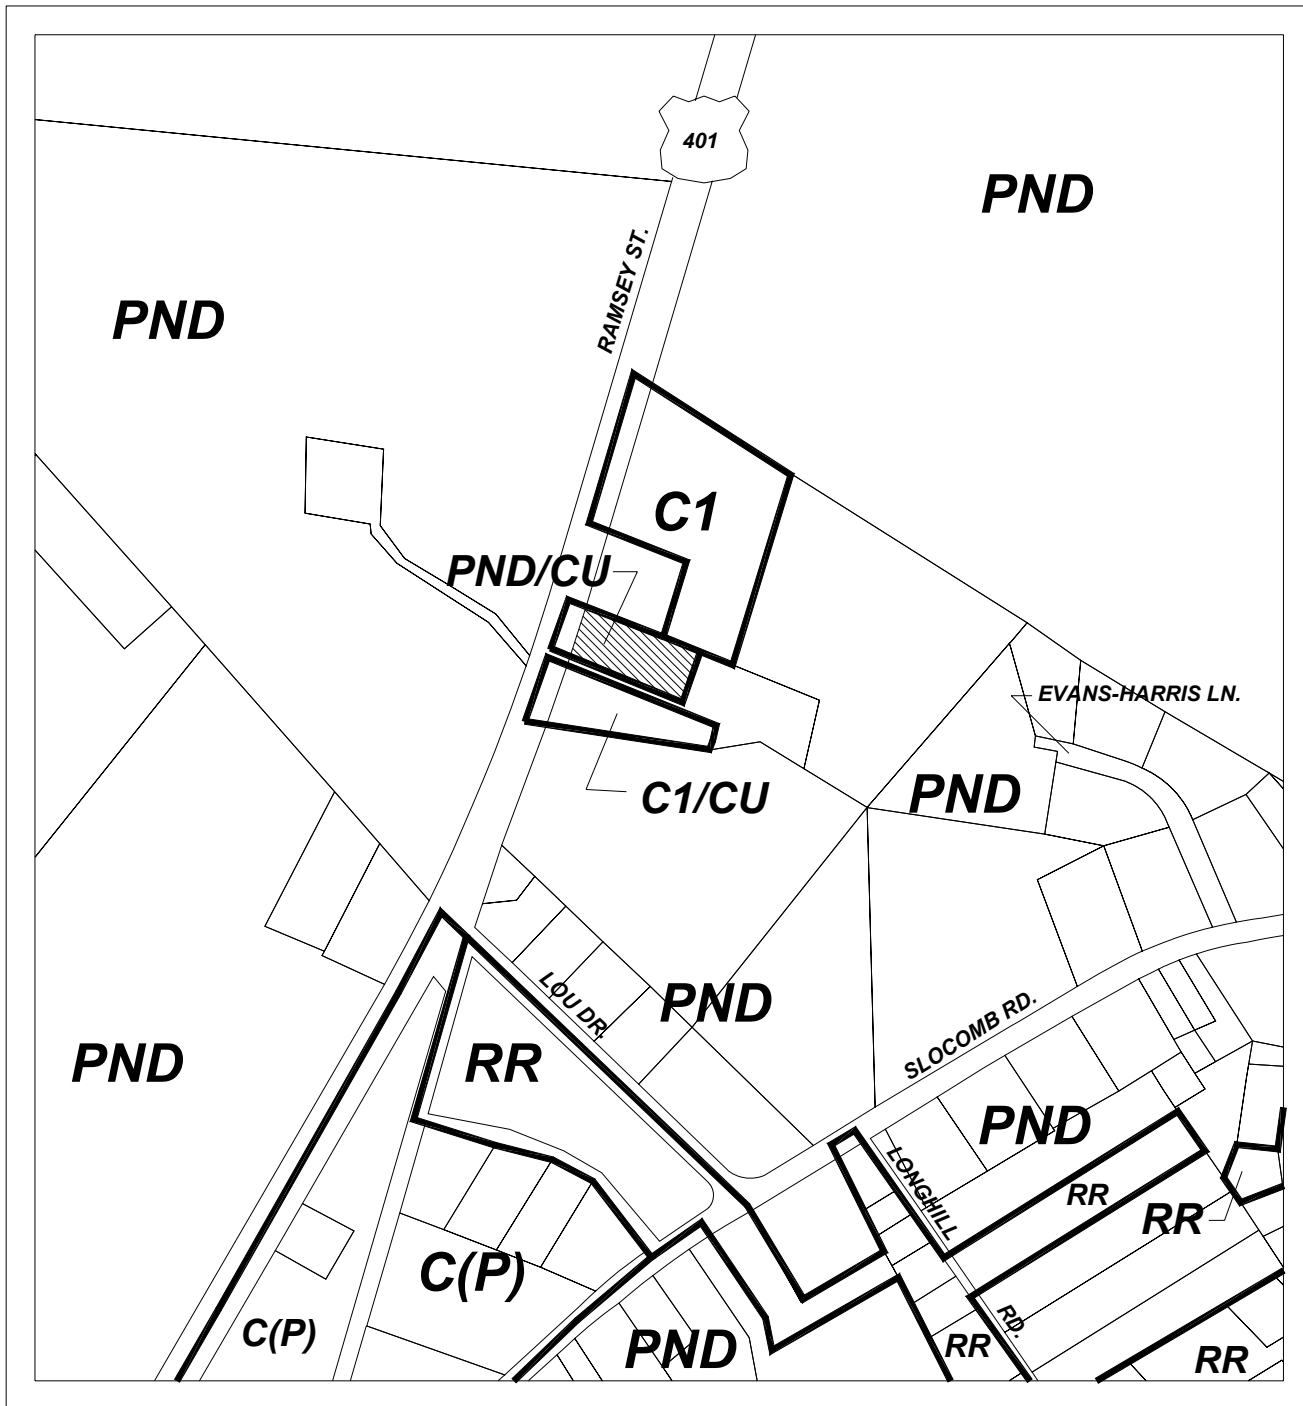 401
PND
RAMSEY ST.
PND
C1
PND/CU
EVANS-HARRIS LN.
C1/CU
PND
LOU DR.
PND
SLOCOMB RD.
PND
RR
PND
LONGHILL
RR
RR
C(P)
RD.
C(P)
PND
RR
RR